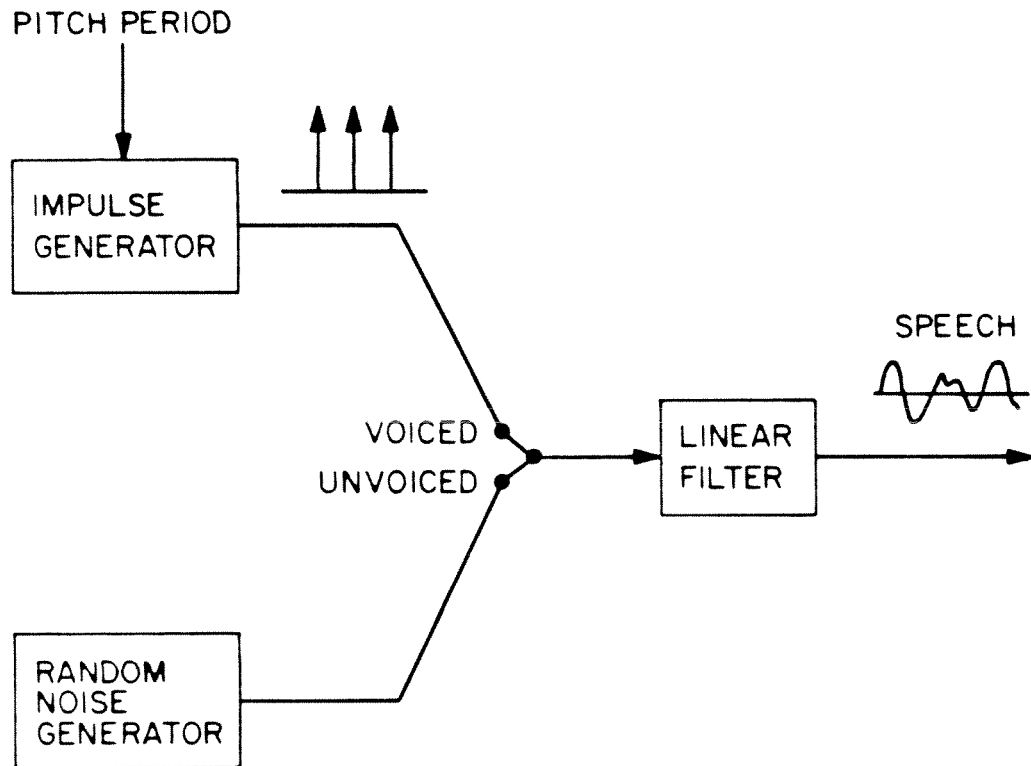 PITCH PERIOD
IMPULSE
GENERATOR
SPEECH
VOICED
UNVOICED
LINEAR
FILTER
RANDOM
NOISE
GENERATOR